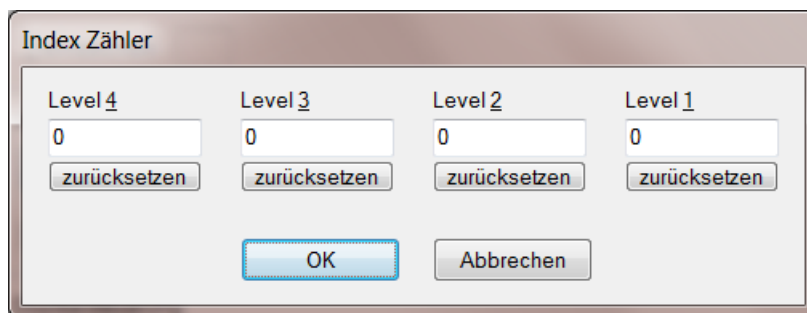 Index Zähler
Level 4 Level 3 Level 2 Level 1
0 0 0 0
zurücksetzen zurücksetzen zurücksetzen zurücksetzen
OK Abbrechen